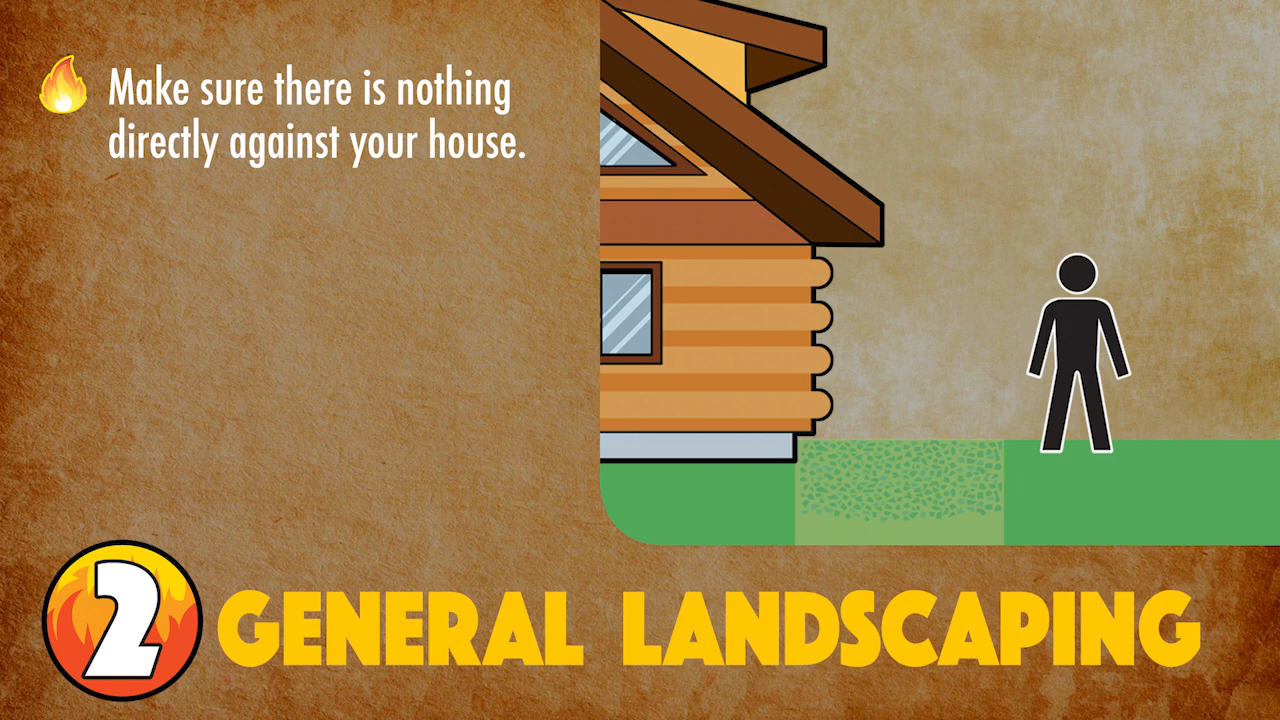 Make sure there is nothing
directly against your house.
2 GENERAL LANDSCAPING